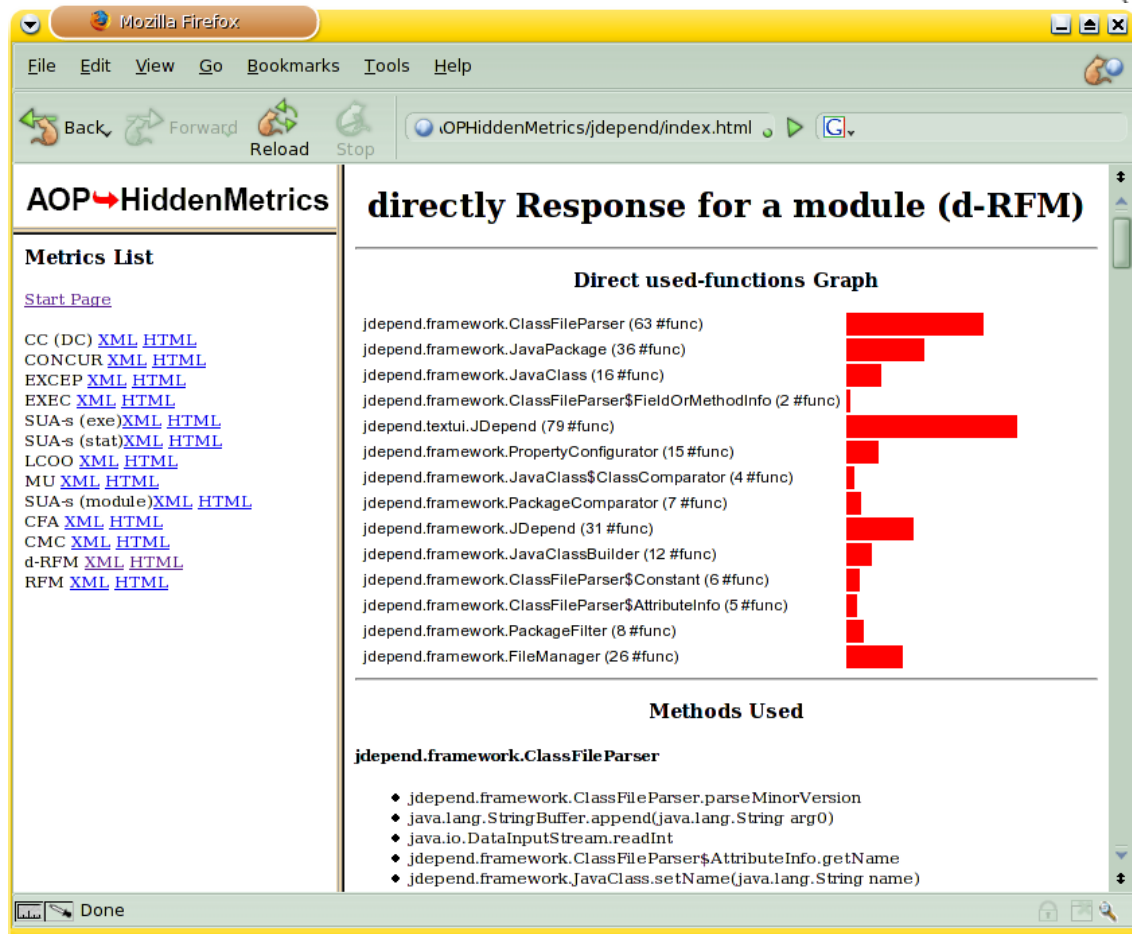 Mozilla Firefox
File Edit View Go Bookmarks Tools Help
Back Forward Reload Stop OPHiddenMetrics/jdepend/index.html G
AOP HiddenMetrics
Metrics List
Start Page
CC (DC) XML HTML
CONCUR XML HTML
EXCEP XML HTML
EXEC XML HTML
SUA-s (exe)XML HTML
SUA-s (stat)XML HTML
LCOO XML HTML
MU XML HTML
SUA-s (module)XML HTML
CFA XML HTML
CMC XML HTML
d-RFM XML HTML
RFM XML HTML
directly Response for a module (d-RFM)
Direct used-functions Graph
jdepend.framework.ClassFileParser (63 #func)
jdepend.framework.JavaPackage (36 #func)
jdepend.framework.JavaClass (16 #func)
jdepend.framework.ClassFileParser$FieldOrMethodInfo (2 #func)
jdepend.textui.JDepend (79 #func)
jdepend.framework.PropertyConfigurator (15 #func)
jdepend.framework.JavaClass$ClassComparator (4 #func)
jdepend.framework.PackageComparator (7 #func)
jdepend.framework.JDepend (31 #func)
jdepend.framework.JavaClassBuilder (12 #func)
jdepend.framework.ClassFileParser$Constant (6 #func)
jdepend.framework.ClassFileParser$AttributeInfo (5 #func)
jdepend.framework.PackageFilter (8 #func)
jdepend.framework.FileManager (26 #func)
Methods Used
jdepend.framework.ClassFileParser
jdepend.framework.ClassFileParser.parseMinorVersion
java.lang.StringBuffer.append(java.lang.String arg0)
java.io.DataInputStream.readInt
jdepend.framework.ClassFileParser$AttributeInfo.getName
jdepend.framework.JavaClass.setName(java.lang.String name)
Done